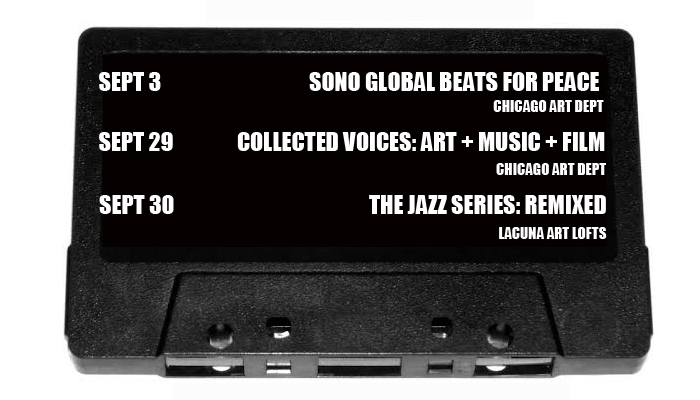 SEPT 3 SONO GLOBAL BEATS FOR PEACE
CHICAGO ART DEPT
SEPT 29 COLLECTED VOICES: ART + MUSIC + FILM
CHICAGO ART DEPT
SEPT 30 THE JAZZ SERIES: REMIXED
LACUNA ART LOFTS